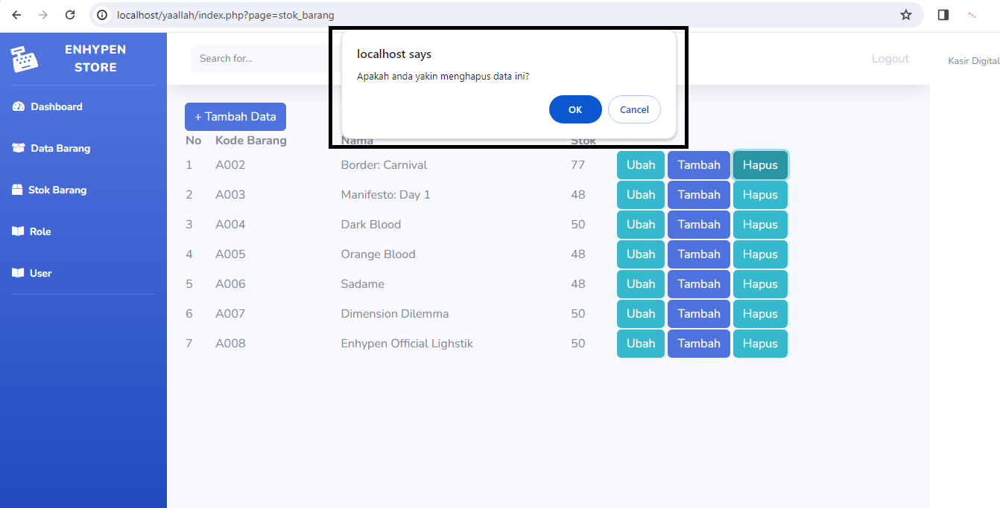 localhost/yaallah/index.php?page=stok_barang
ENHYPEN
STORE
Dashboard
Data Barang
Stok Barang
Role
User
Search for...
Logout
Kasir Digital
localhost says
Apakah anda yakin menghapus data ini?
OK Cancel
+ Tambah Data
No Kode Barang Nama Stok
1 A002 Border: Carnival 77 Ubah Tambah Hapus
2 A003 Manifesto: Day 1 48 Ubah Tambah Hapus
3 A004 Dark Blood 50 Ubah Tambah Hapus
4 A005 Orange Blood 48 Ubah Tambah Hapus
5 A006 Sadame 48 Ubah Tambah Hapus
6 A007 Dimension Dilemma 50 Ubah Tambah Hapus
7 A008 Enhypen Official Lighstik 50 Ubah Tambah Hapus